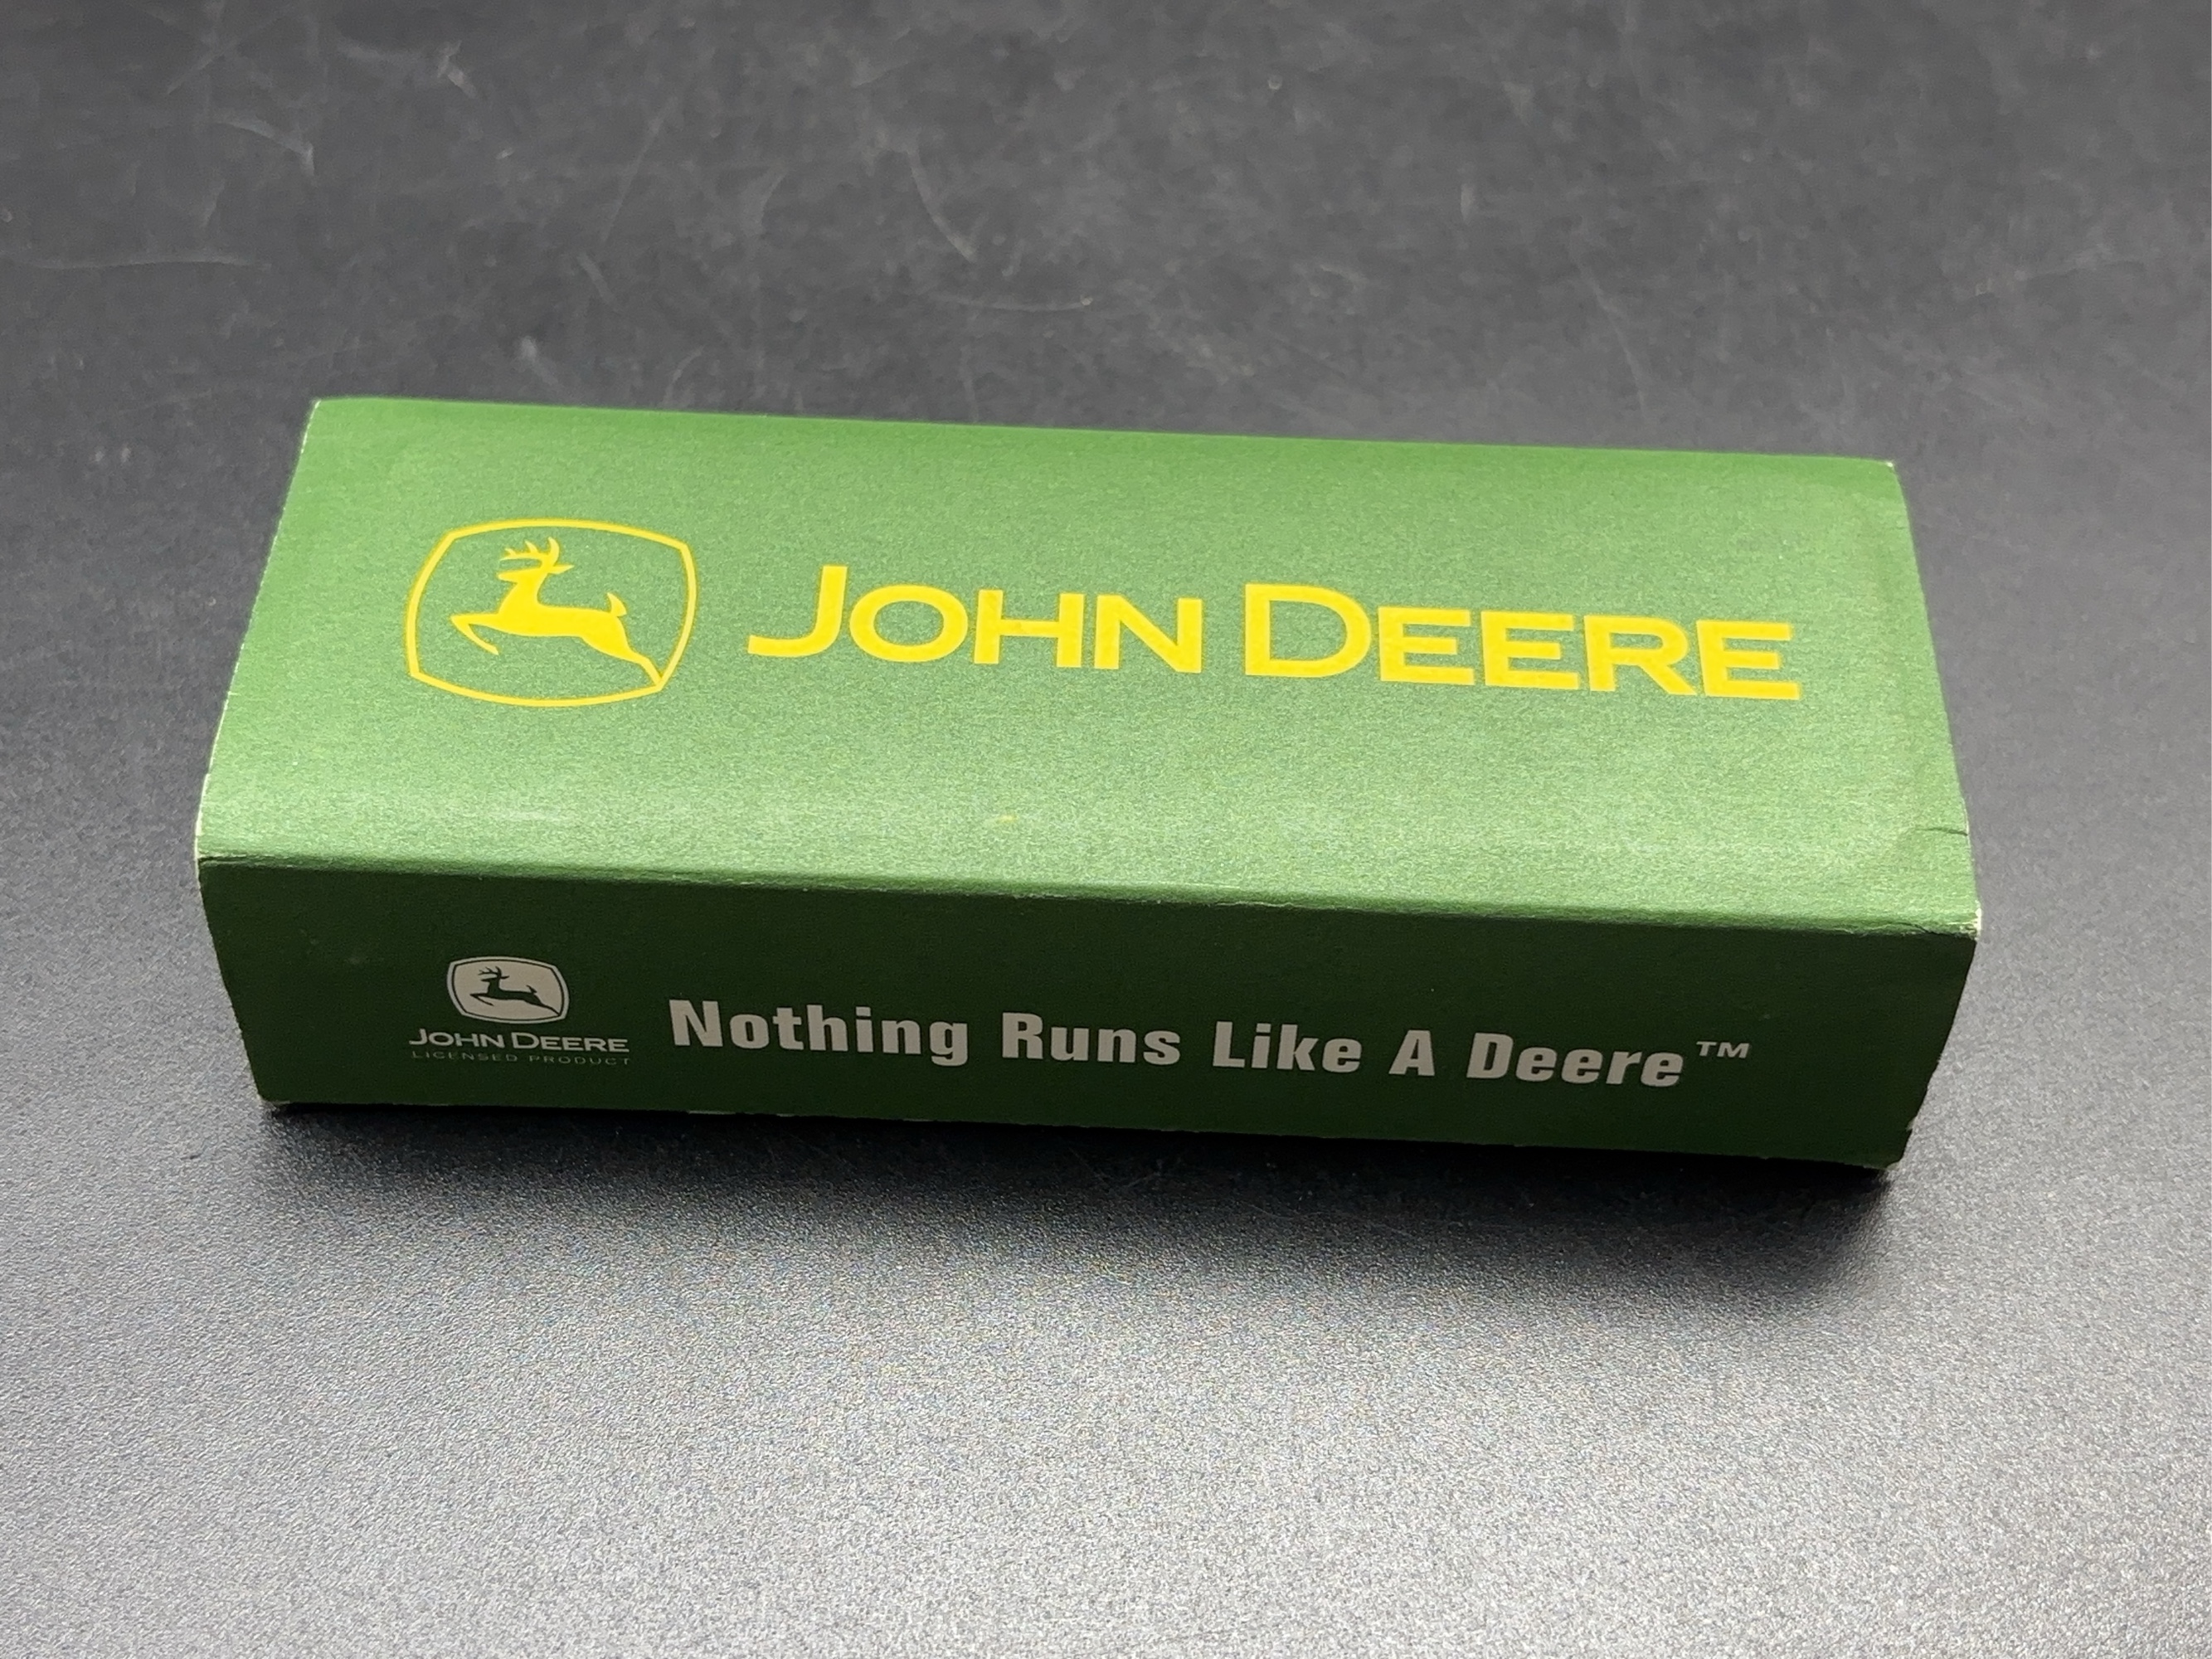 JOHN DEERE
JOHN DEERE
LICENSED PRODUCT
Nothing Runs Like A Deere™